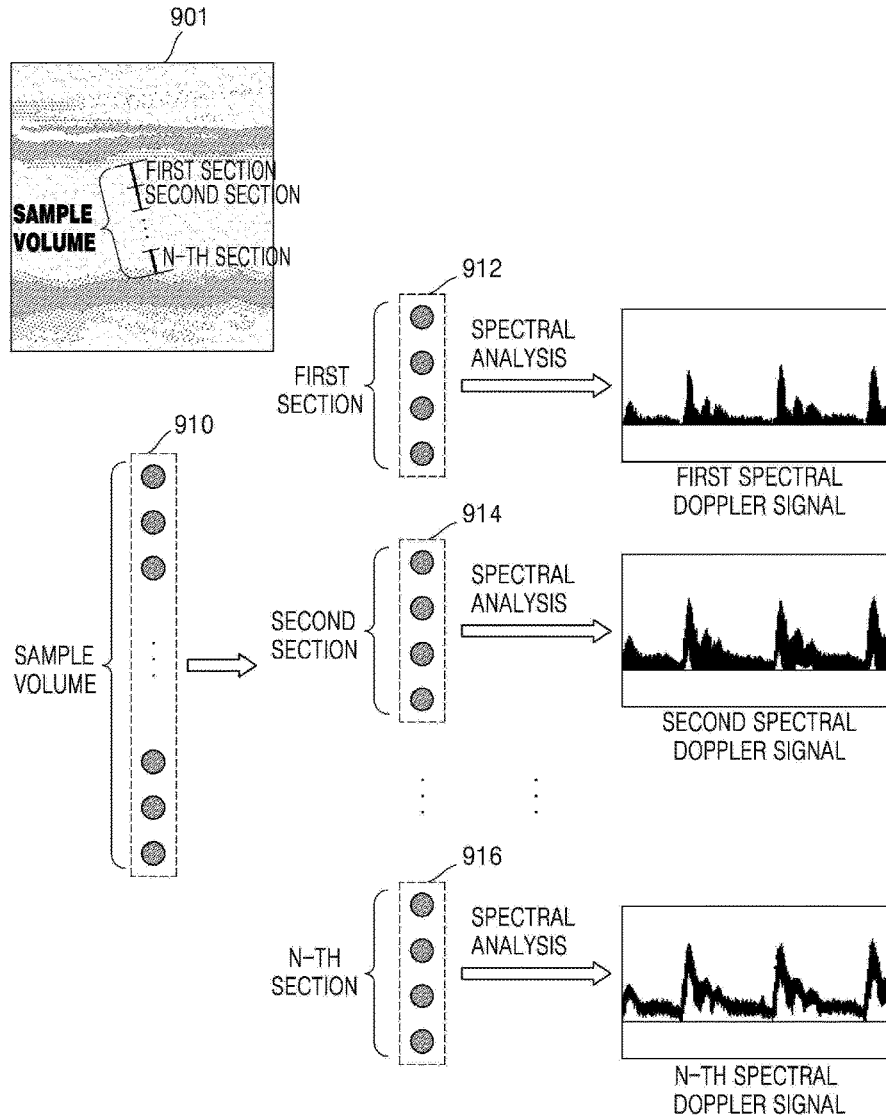 901
FIRST SECTION
SECOND SECTION
SAMPLE
VOLUME
N-TH SECTION
912
FIRST
SECTION
SPECTRAL
ANALYSIS
FIRST SPECTRAL
DOPPLER SIGNAL
910
SAMPLE
VOLUME
914
SECOND
SECTION
SPECTRAL
ANALYSIS
SECOND SPECTRAL
DOPPLER SIGNAL
916
N-TH
SECTION
SPECTRAL
ANALYSIS
N-TH SPECTRAL
DOPPLER SIGNAL